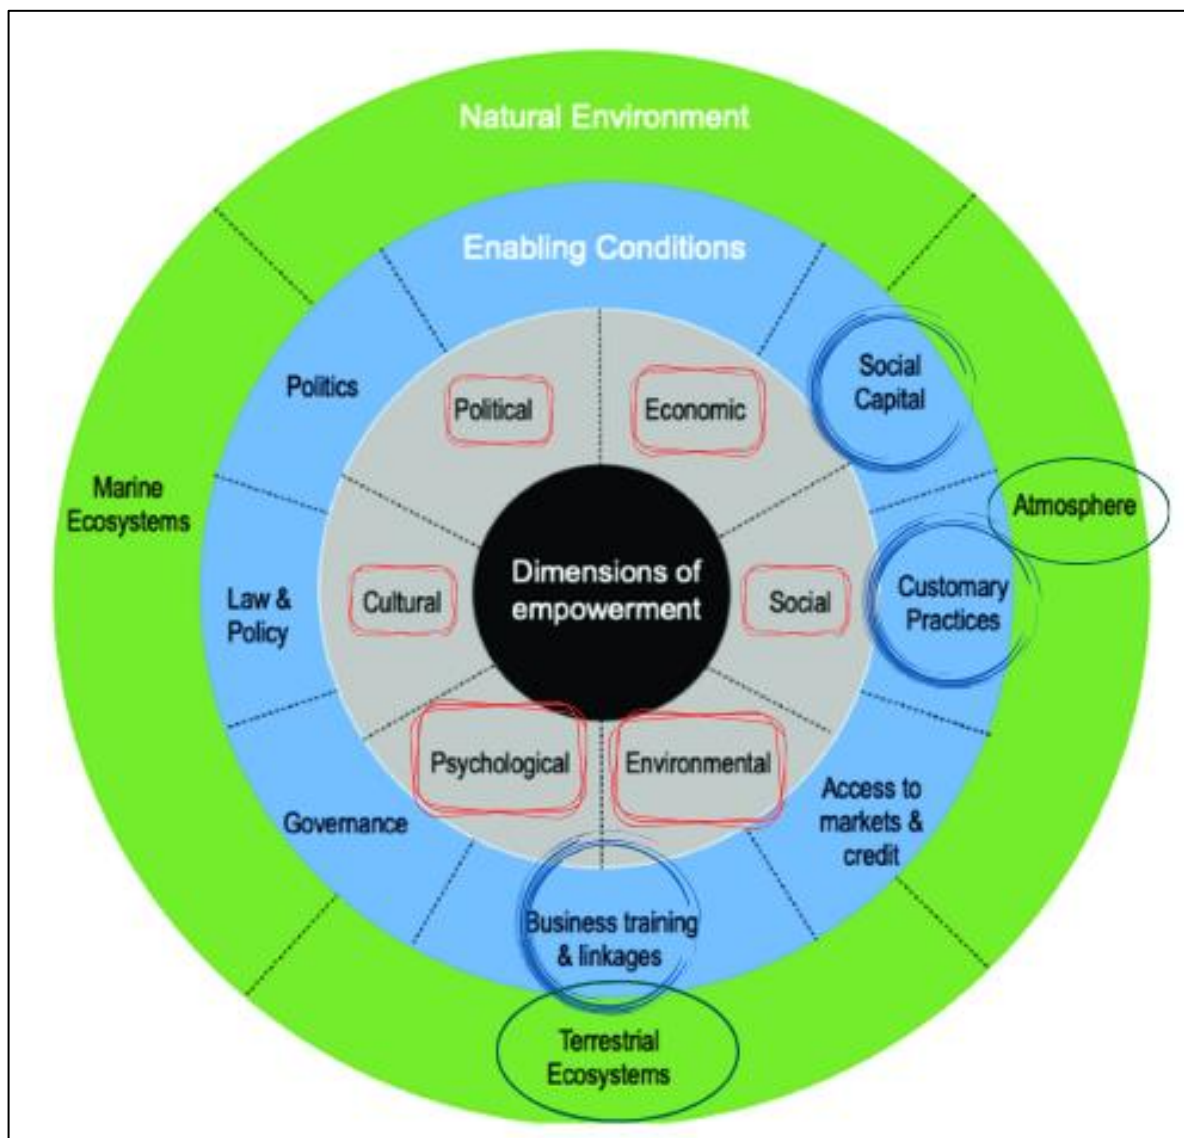 Natural Environment
Enabling Conditions
Social
Capital
Politics
Political
Economic
Marine
Ecosystems
Atmosphere
Dimensions of
empowerment
Cultural
Social
Customary
Practices
Law &
Policy
Psychological
Environmental
Governance
Access to
markets &
credit
Business training
& linkages
Terrestrial
Ecosystems